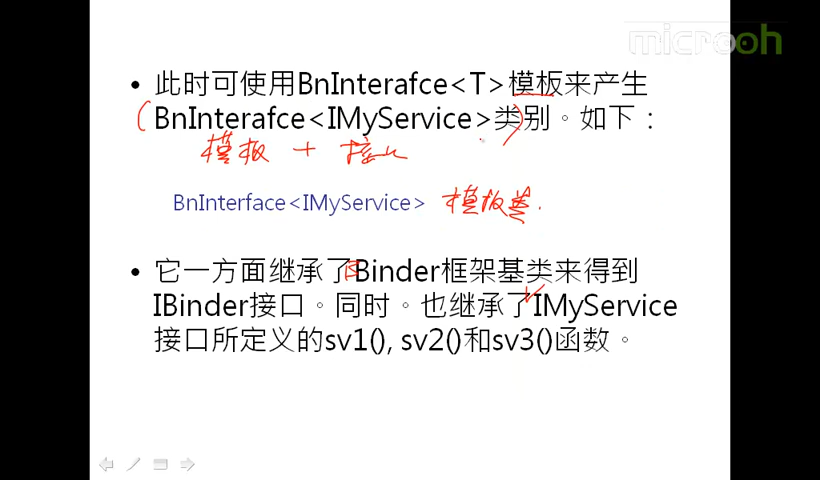 microoh
• 此时可使用BnInterafce<T>模板来产生
BnInterafce<IMyService>类别。如下：
模板 + 接口
BnInterface<IMyService> 模板类.
• 它一方面继承了BBinder框架基类来得到
IBinder接口。同时。也继承了IMyService
接口所定义的sv1(), sv2()和sv3()函数。